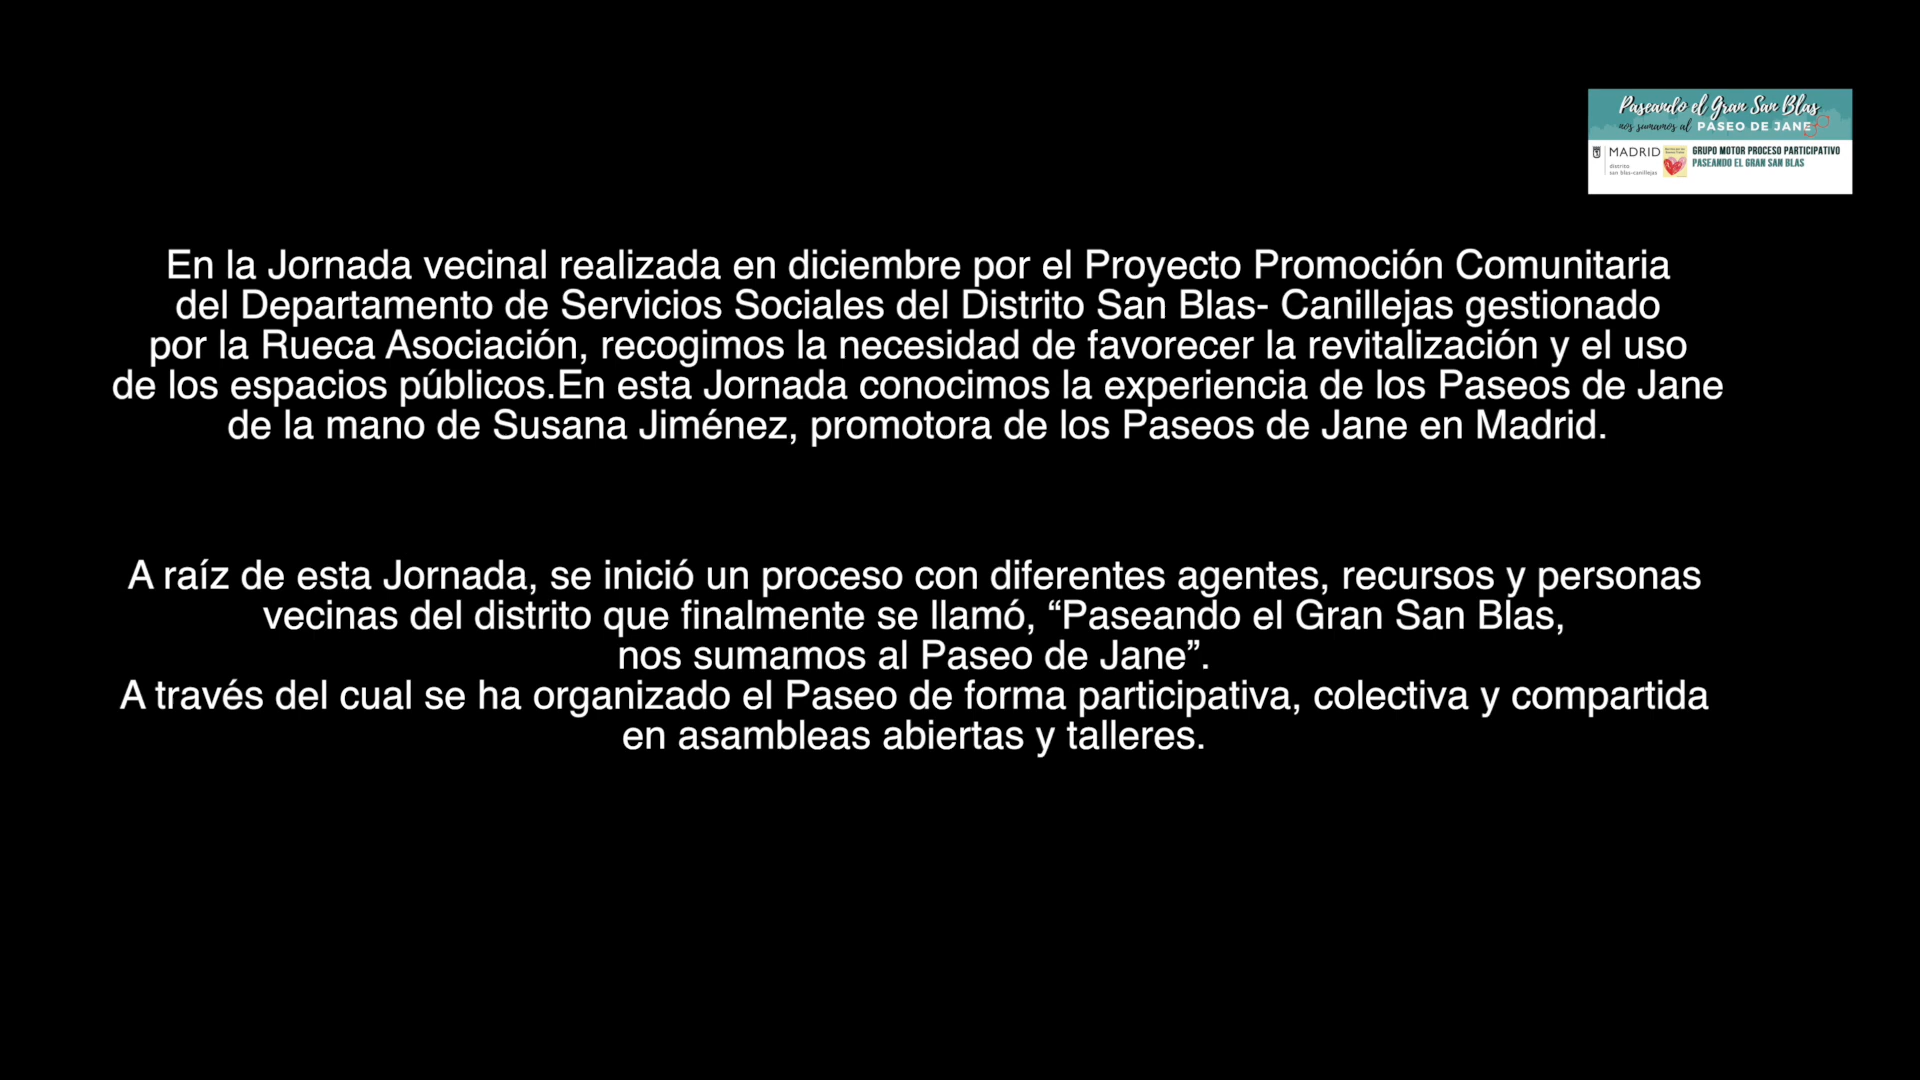 Paseando el Gran San Blas
nos sumamos al PASEO DE JANE
MADRID
distrito
san blas-canillejas
GRUPO MOTOR PROCESO PARTICIPATIVO
PASEANDO EL GRAN SAN BLAS
En la Jornada vecinal realizada en diciembre por el Proyecto Promoción Comunitaria
del Departamento de Servicios Sociales del Distrito San Blas- Canillejas gestionado
por la Rueca Asociación, recogimos la necesidad de favorecer la revitalización y el uso
de los espacios públicos.En esta Jornada conocimos la experiencia de los Paseos de Jane
de la mano de Susana Jiménez, promotora de los Paseos de Jane en Madrid.
A raíz de esta Jornada, se inició un proceso con diferentes agentes, recursos y personas
vecinas del distrito que finalmente se llamó, “Paseando el Gran San Blas,
nos sumamos al Paseo de Jane”.
A través del cual se ha organizado el Paseo de forma participativa, colectiva y compartida
en asambleas abiertas y talleres.